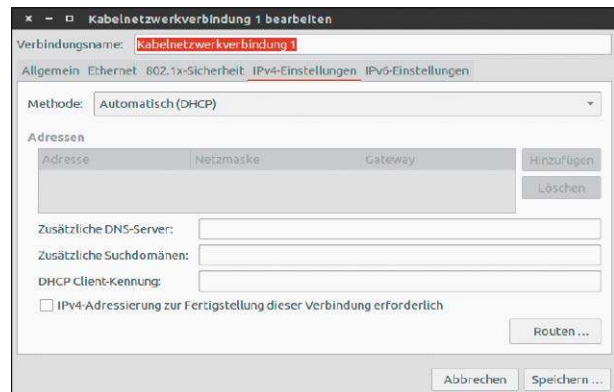 Kabelnetzwerkverbindung 1 bearbeiten
Verbindungsname: Kabelnetzwerkverbindung 1
Allgemein Ethernet 802.1x-Sicherheit IPv4-Einstellungen IPv6-Einstellungen
Methode: Automatisch (DHCP)
Adressen
Adresse Netzmaske Gateway Hinzufügen
Löschen
Zusätzliche DNS-Server:
Zusätzliche Suchdomänen:
DHCP Client-Kennung:
IPv4-Adressierung zur Fertigstellung dieser Verbindung erforderlich
Routen ...
Abbrechen Speichern ...